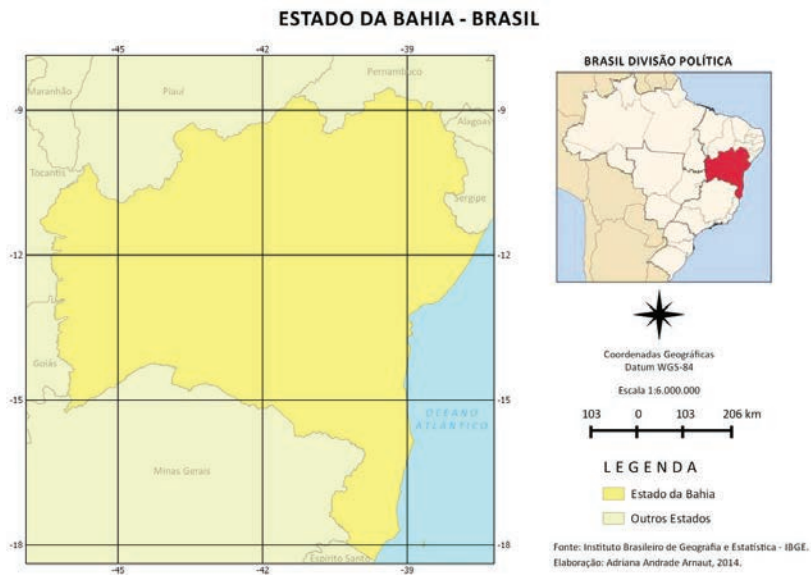 ESTADO DA BAHIA - BRASIL
-45 -42 -39
Maranhão
Piauí
Pernambuco
-9 -9
Alagoas
Tocantis
Sergipe
-12 -12
Goiás
-15 -15
OCEANO
ATLÂNTICO
Minas Gerais
-18 -18
Espírito Santo
-45 -42 -39
BRASIL DIVISÃO POLÍTICA
Coordenadas Geográficas
Datum WGS-84
Escala 1:6.000.000
103 0 103 206 km
LEGENDA
Estado da Bahia
Outros Estados
Fonte: Instituto Brasileiro de Geografia e Estatística - IBGE.
Elaboração: Adriana Andrade Arnaut, 2014.